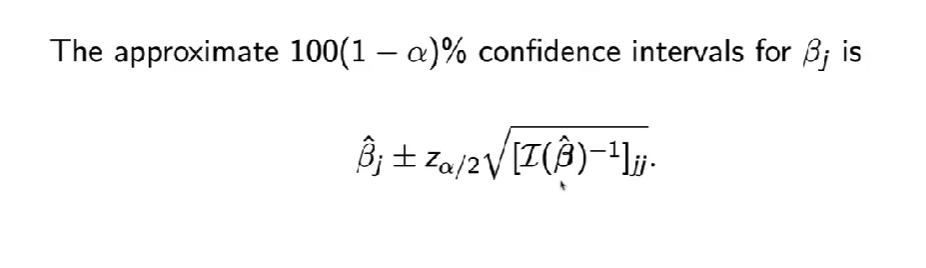 The approximate 100(1 − α)% confidence intervals for βⱼ is
β̂ⱼ ± z_{α/2}√([𝓘(𝛃̂)⁻¹]ⱼⱼ).